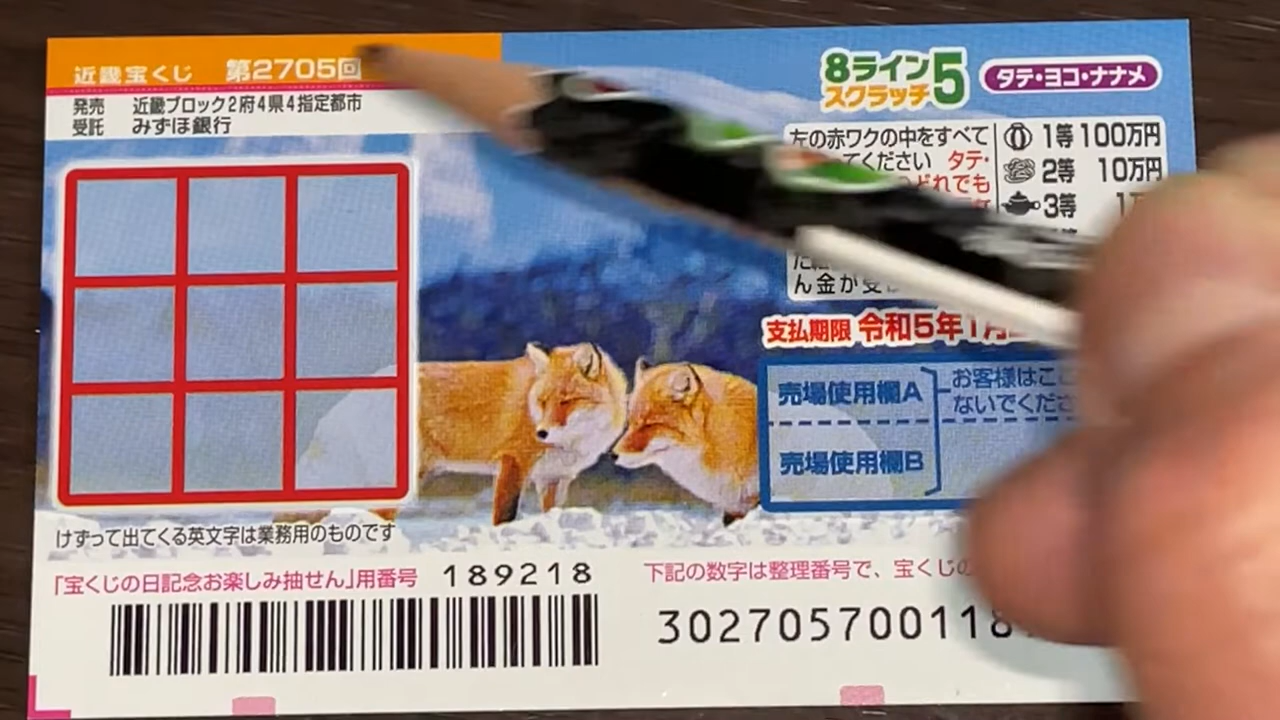 近畿宝くじ 第2705回
発売 近畿ブロック2府4県4指定都市
受託 みずほ銀行
8ライン5
スクラッチ
タテ・ヨコ・ナナメ
左の赤ワクの中をすべて
てください タテ・
どれでも
ん金が受
1等 100万円
2等 10万円
3等 1万
支払期限 令和5年1月
売場使用欄A
売場使用欄B
お客様はこ
ないでくださ
けずって出てくる英文字は業務用のものです
「宝くじの日記念お楽しみ抽せん」用番号 189218
下記の数字は整理番号で、宝くじの
302705700118